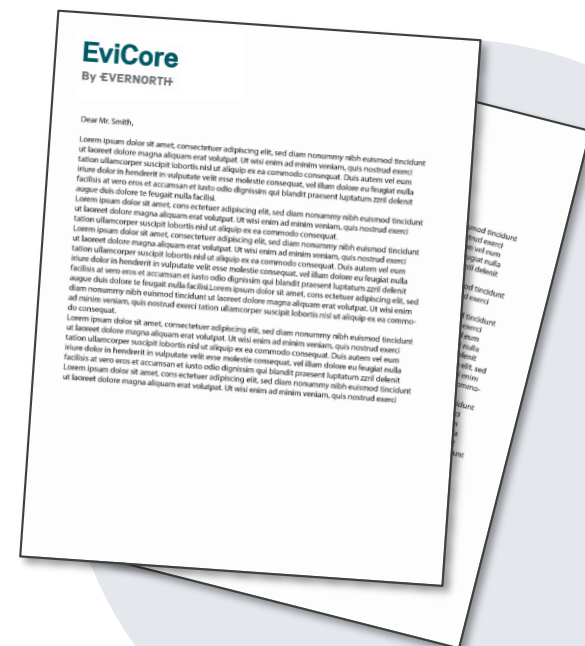 EviCore
By EVERNORTH
Dear Mr. Smith,
Lorem ipsum dolor sit amet, consectetuer adipiscing elit, sed diam nonummy nibh euismod tincidunt
ut laoreet dolore magna aliquam erat volutpat. Ut wisi enim ad minim veniam, quis nostrud exerci
tation ullamcorper suscipit lobortis nisl ut aliquip ex ea commodo consequat. Duis autem vel eum
iriure dolor in hendrerit in vulputate velit esse molestie consequat, vel illum dolore eu feugiat nulla
facilisis at vero eros et accumsan et iusto odio dignissim qui blandit praesent luptatum zzril delenit
augue duis dolore te feugait nulla facilisi.
Lorem ipsum dolor sit amet, consectetuer adipiscing elit, sed diam nonummy nibh euismod tincidunt
ut laoreet dolore magna aliquam erat volutpat. Ut wisi enim ad minim veniam, quis nostrud exerci
tation ullamcorper suscipit lobortis nisl ut aliquip ex ea commodo consequat.
Lorem ipsum dolor sit amet, cons ectetuer adipiscing elit, sed diam nonummy nibh euismod tincidunt
ut laoreet dolore magna aliquam erat volutpat. Ut wisi enim ad minim veniam, quis nostrud exerci
tation ullamcorper suscipit lobortis nisl ut aliquip ex ea commodo consequat. Duis autem vel eum
iriure dolor in hendrerit in vulputate velit esse molestie consequat, vel illum dolore eu feugiat nulla
facilisis at vero eros et accumsan et iusto odio dignissim qui blandit praesent luptatum zzril delenit
augue duis dolore te feugait nulla facilisi.Lorem ipsum dolor sit amet, cons ectetuer adipiscing elit, sed
diam nonummy nibh euismod tincidunt ut laoreet dolore magna aliquam erat volutpat. Ut wisi enim
ad minim veniam, quis nostrud exerci tation ullamcorper suscipit lobortis nisl ut aliquip ex ea commo-
do consequat.
Lorem ipsum dolor sit amet, consectetuer adipiscing elit, sed diam nonummy nibh euismod tincidunt
ut laoreet dolore magna aliquam erat volutpat. Ut wisi enim ad minim veniam, quis nostrud exerci
tation ullamcorper suscipit lobortis nisl ut aliquip ex ea commodo consequat. Duis autem vel eum
iriure dolor in hendrerit in vulputate velit esse molestie consequat, vel illum dolore eu feugiat nulla
facilisis at vero eros et accumsan et iusto odio dignissim qui blandit praesent luptatum zzril delenit
Lorem ipsum dolor sit amet, cons ectetuer adipiscing elit, sed diam nonummy nibh euismod tincidunt
ut laoreet dolore magna aliquam erat volutpat. Ut wisi enim ad minim veniam, quis nostrud exerci